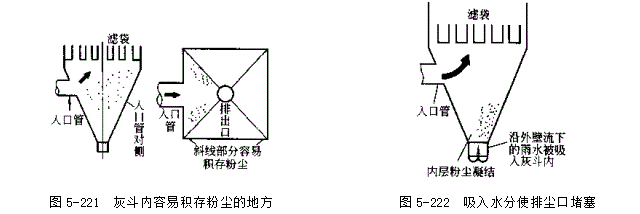 滤袋
入口管
入口管对侧
入口管
排出口
斜线部分容易
积存粉尘
图 5-221 灰斗内容易积存粉尘的地方
滤袋
入口管
沿外壁流下
的雨水被吸
入灰斗内
内层粉尘凝结
图 5-222 吸入水分使排尘口堵塞